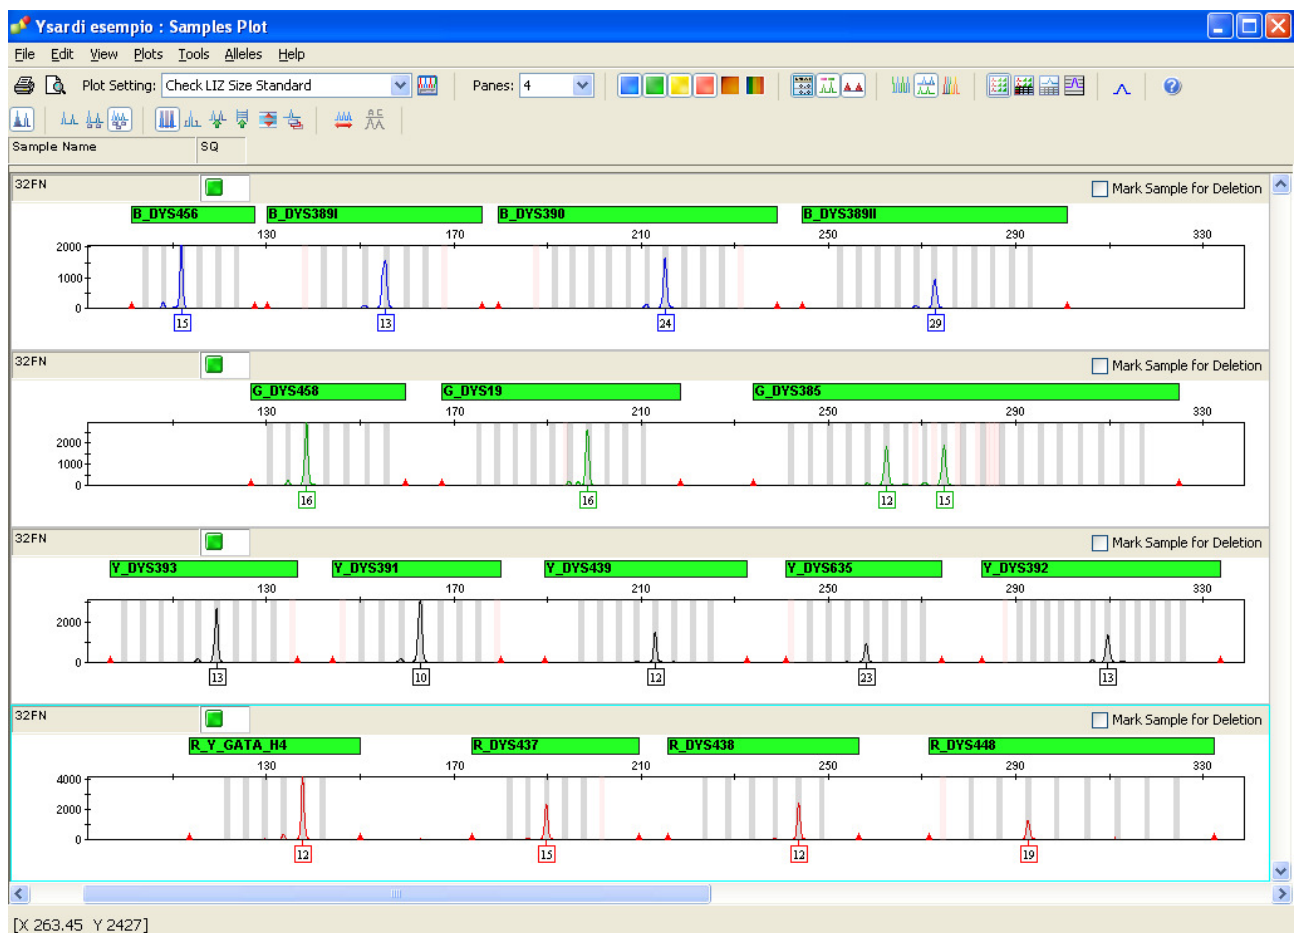 Ysardi esempio : Samples Plot
File Edit View Plots Tools Alleles Help
Plot Setting: Check LIZ Size Standard Panes: 4
Sample Name SQ
32FN Mark Sample for Deletion
B_DYS456 B_DYS389I B_DYS390 B_DYS389II
130 170 210 250 290 330
2000
1000
0
15 13 24 29
32FN Mark Sample for Deletion
G_DYS458 G_DYS19 G_DYS385
130 170 210 250 290 330
2000
1000
0
16 16 12 15
32FN Mark Sample for Deletion
Y_DYS393 Y_DYS391 Y_DYS439 Y_DYS635 Y_DYS392
130 170 210 250 290 330
2000
0
13 10 12 23 13
32FN Mark Sample for Deletion
R_Y_GATA_H4 R_DYS437 R_DYS438 R_DYS448
130 170 210 250 290 330
4000
2000
0
12 15 12 19
[X 263.45 Y 2427]